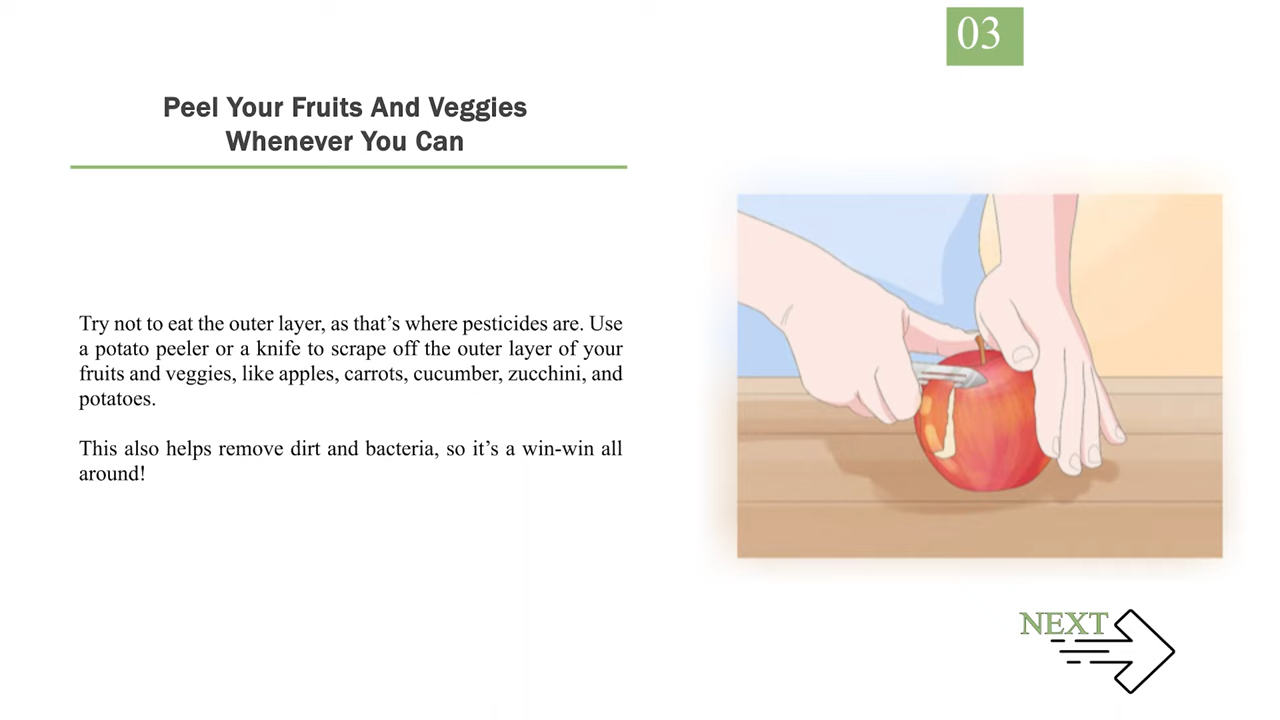 03
Peel Your Fruits And Veggies
Whenever You Can
Try not to eat the outer layer, as that’s where pesticides are. Use
a potato peeler or a knife to scrape off the outer layer of your
fruits and veggies, like apples, carrots, cucumber, zucchini, and
potatoes.
This also helps remove dirt and bacteria, so it’s a win-win all
around!
NEXT